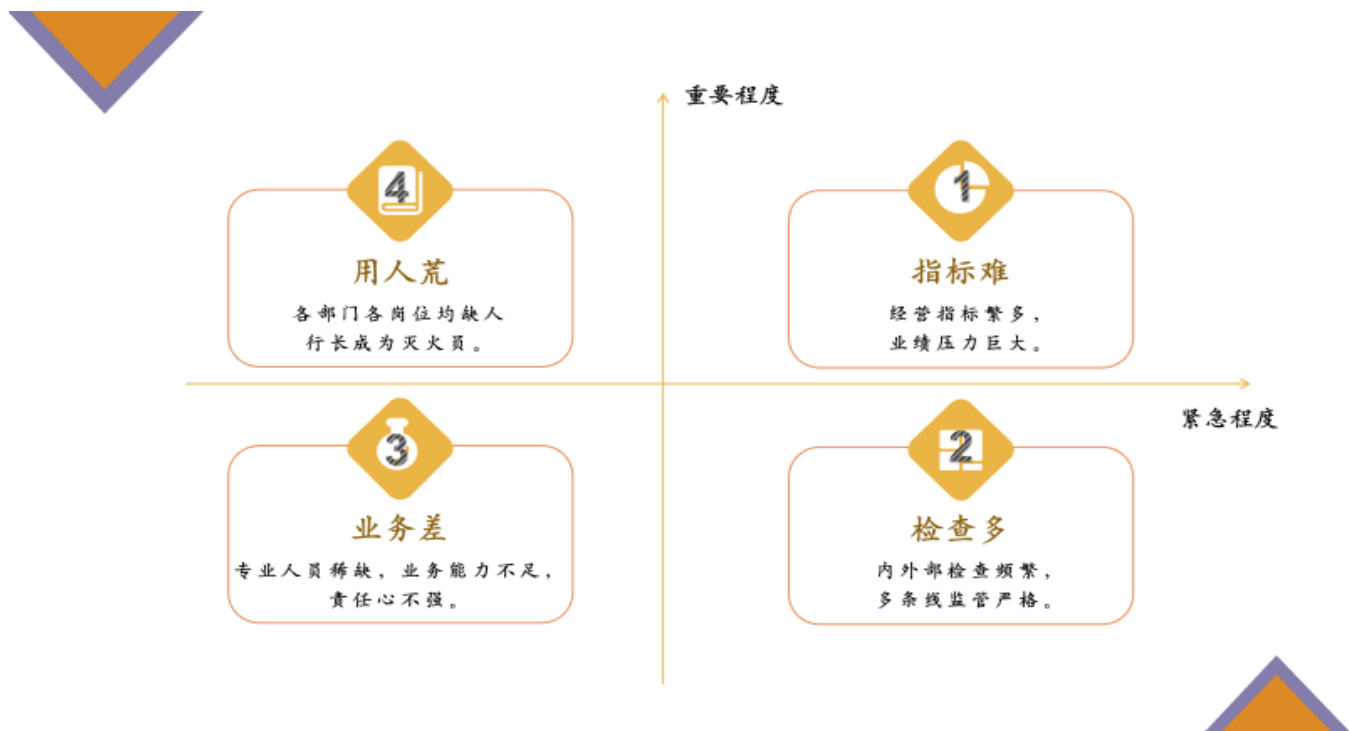 重要程度
4
用人荒
各部门各岗位均缺人
行长成为灭火员。
1
指标难
经营指标繁多，
业绩压力巨大。
紧急程度
3
业务差
专业人员稀缺，业务能力不足，
责任心不强。
2
检查多
内外部检查频繁，
多条线监管严格。